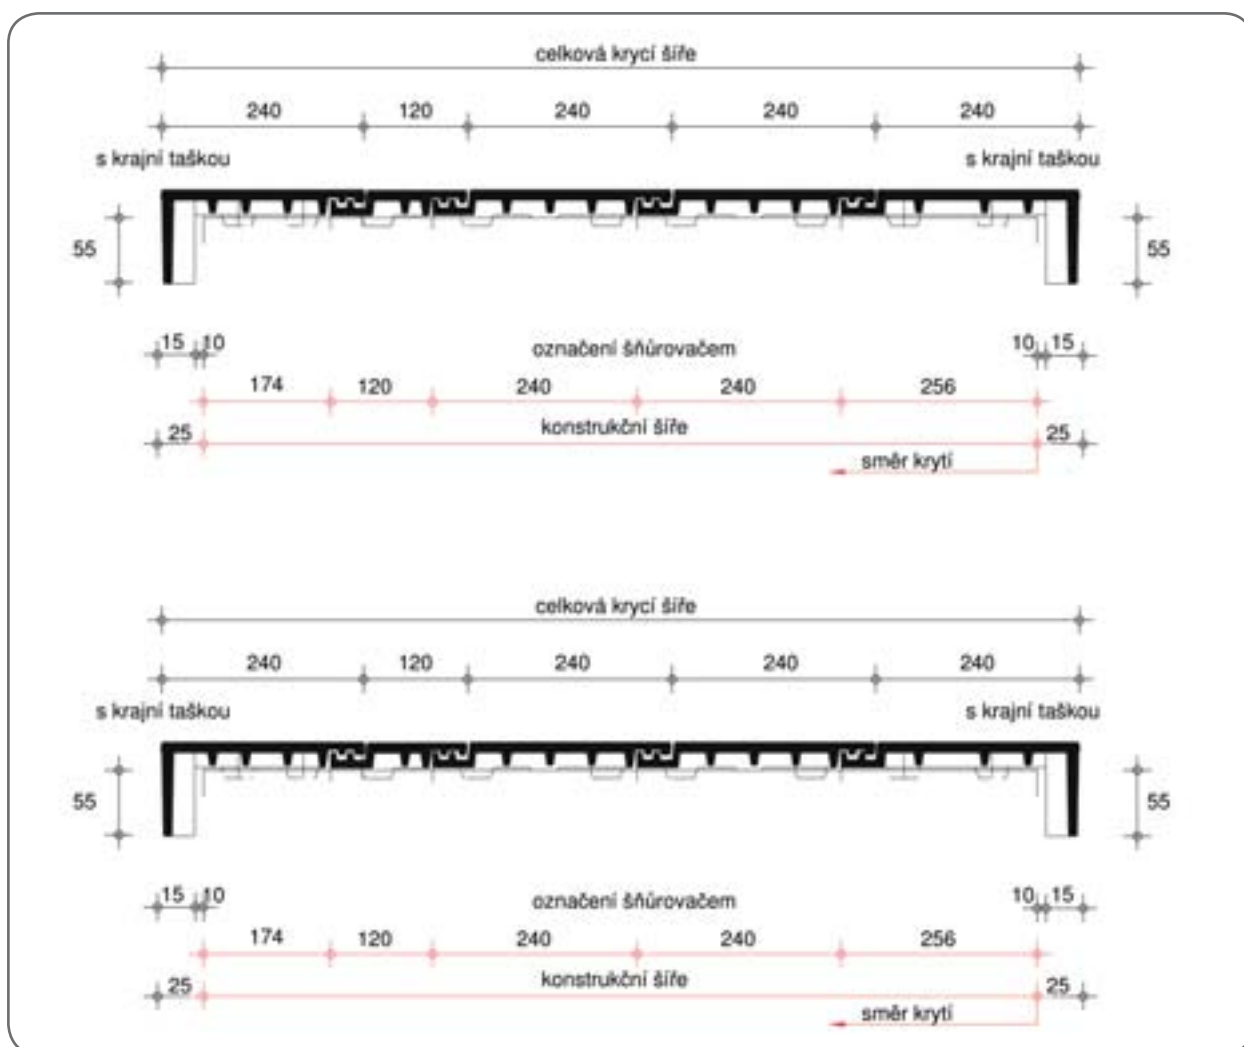 celková krycí šíře
240 120 240 240 240
s krajní taškou s krajní taškou
55 55
15 10 označení šňůrovačem 10 15
174 120 240 240 256
25 konstrukční šíře 25
směr krytí
celková krycí šíře
240 120 240 240 240
s krajní taškou s krajní taškou
55 55
15 10 označení šňůrovačem 10 15
174 120 240 240 256
25 konstrukční šíře 25
směr krytí